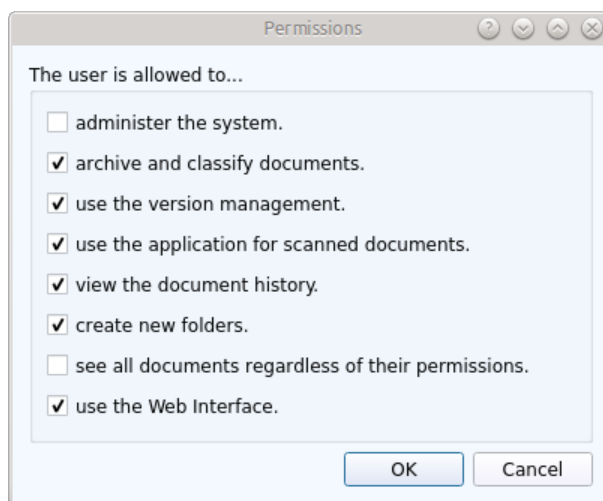 Permissions
The user is allowed to...
administer the system.
archive and classify documents.
use the version management.
use the application for scanned documents.
view the document history.
create new folders.
see all documents regardless of their permissions.
use the Web Interface.
OK Cancel